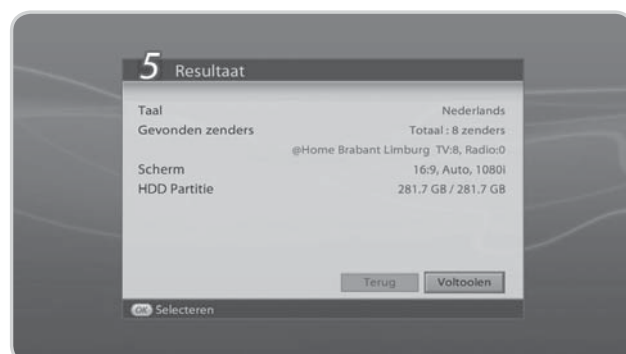 5 Resultaat
Taal Nederlands
Gevonden zenders Totaal : 8 zenders
@Home Brabant Limburg TV:8, Radio:0
Scherm 16:9, Auto, 1080i
HDD Partitie 281.7 GB / 281.7 GB
Terug Voltoolen
OK Selecteren